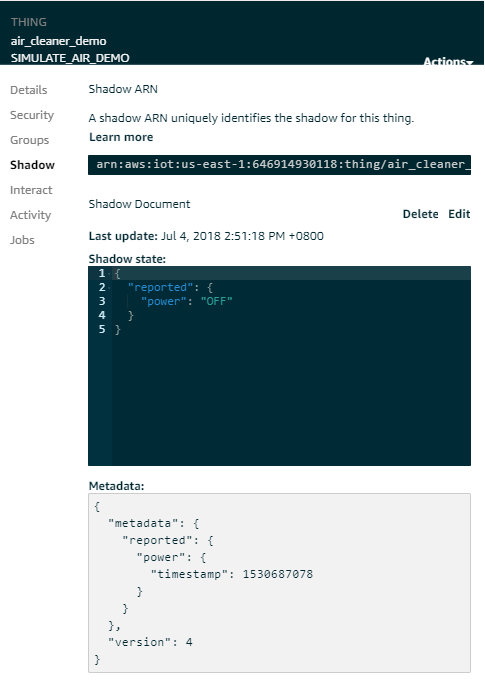 THING
air_cleaner_demo
SIMULATE_AIR_DEMO
Actions
Details
Security
Groups
Shadow
Interact
Activity
Jobs
Shadow ARN
A shadow ARN uniquely identifies the shadow for this thing.
Learn more
arn:aws:iot:us-east-1:646914930118:thing/air_cleaner_
Shadow Document
Delete Edit
Last update: Jul 4, 2018 2:51:18 PM +0800
Shadow state:
1 {
2 "reported": {
3 "power": "OFF"
4 }
5 }
Metadata:
{
"metadata": {
"reported": {
"power": {
"timestamp": 1530687078
}
}
},
"version": 4
}